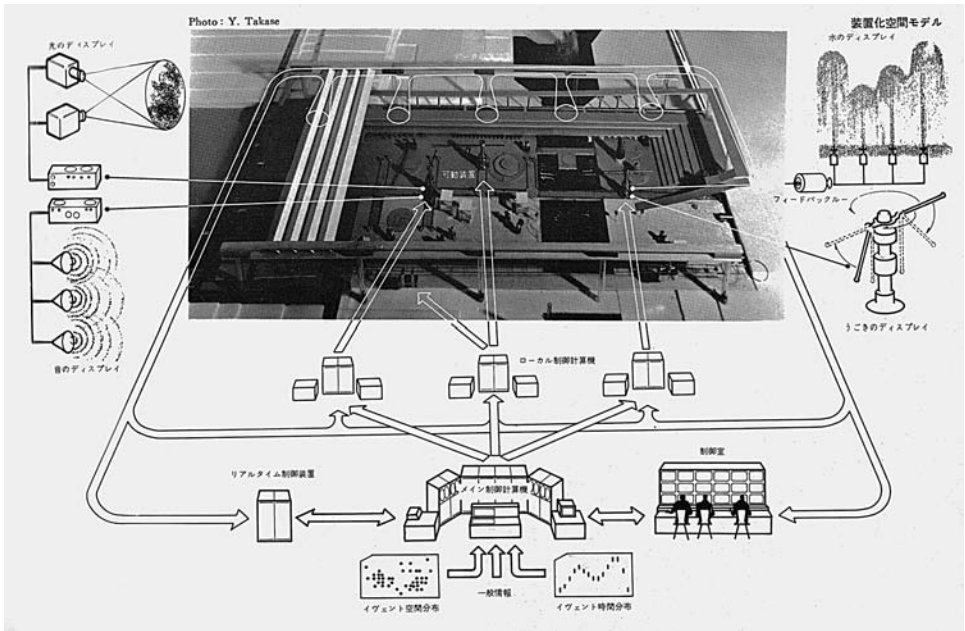 Photo : Y. Takase
装置化空間モデル
光のディスプレイ
水のディスプレイ
可動装置
フィードバックルー
うごきのディスプレイ
音のディスプレイ
ローカル制御計算機
制御室
リアルタイム制御装置
メイン制御計算機
イヴェント空間分布
一般情報
イヴェント時間分布